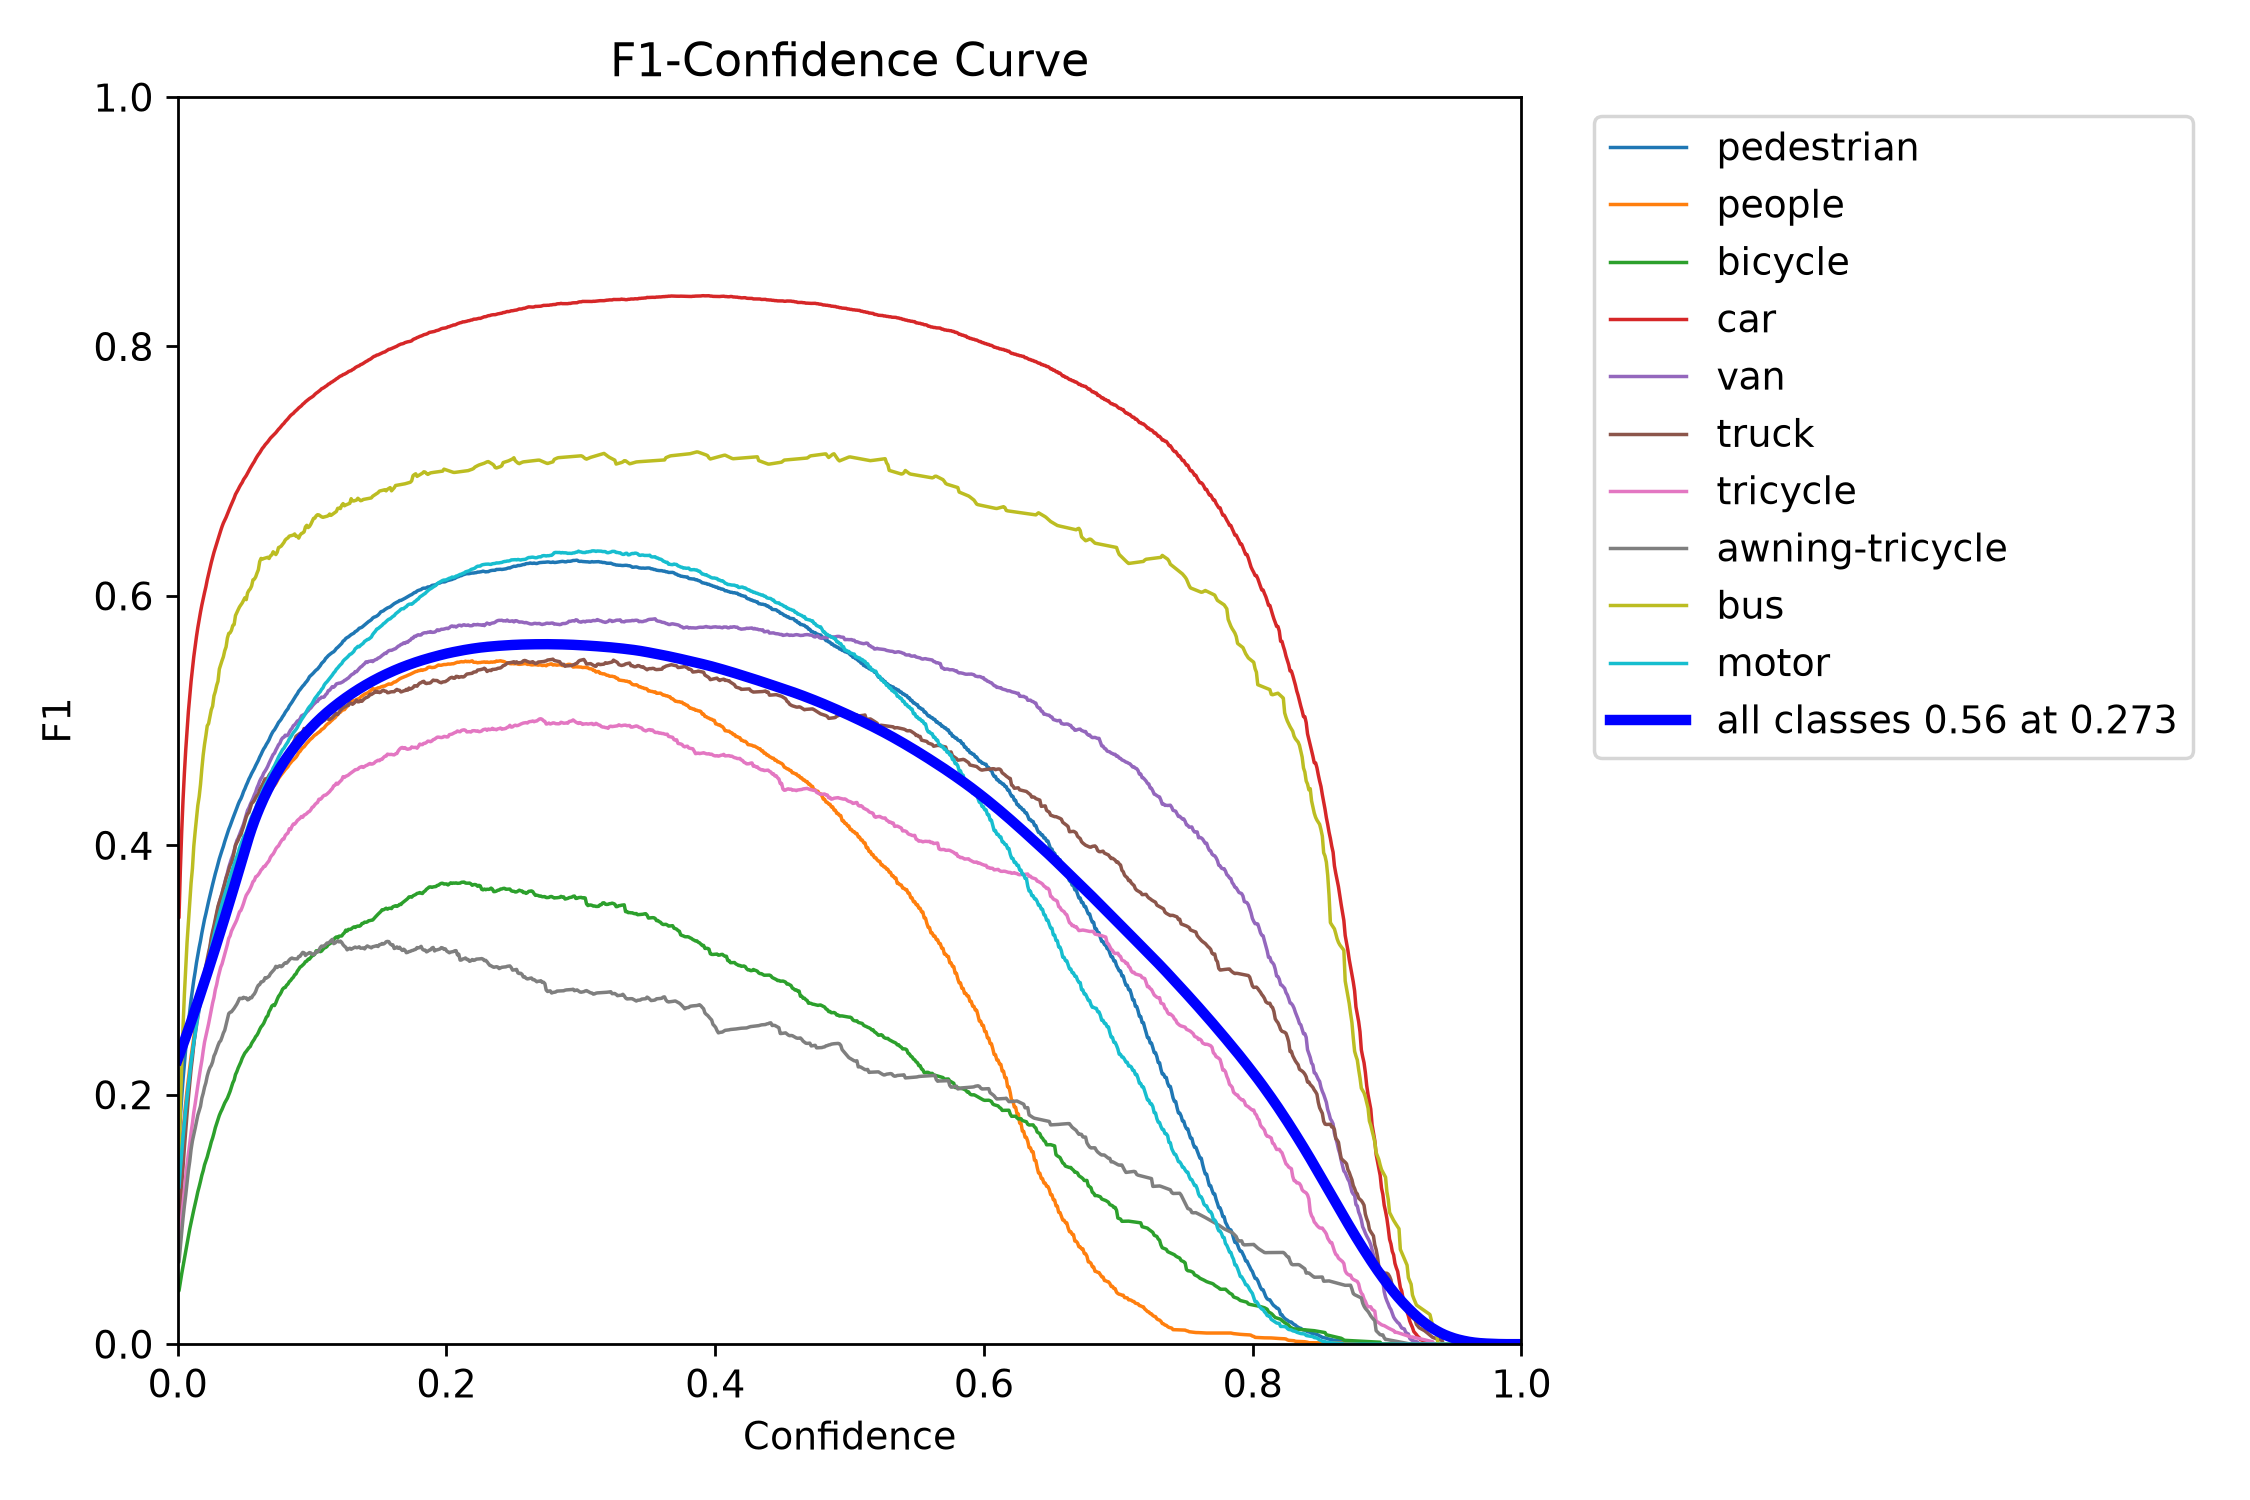 F1-Confidence Curve
1.0
0.8
0.6
0.4
0.2
0.0
F1
0.0 0.2 0.4 0.6 0.8 1.0
Confidence
pedestrian
people
bicycle
car
van
truck
tricycle
awning-tricycle
bus
motor
all classes 0.56 at 0.273